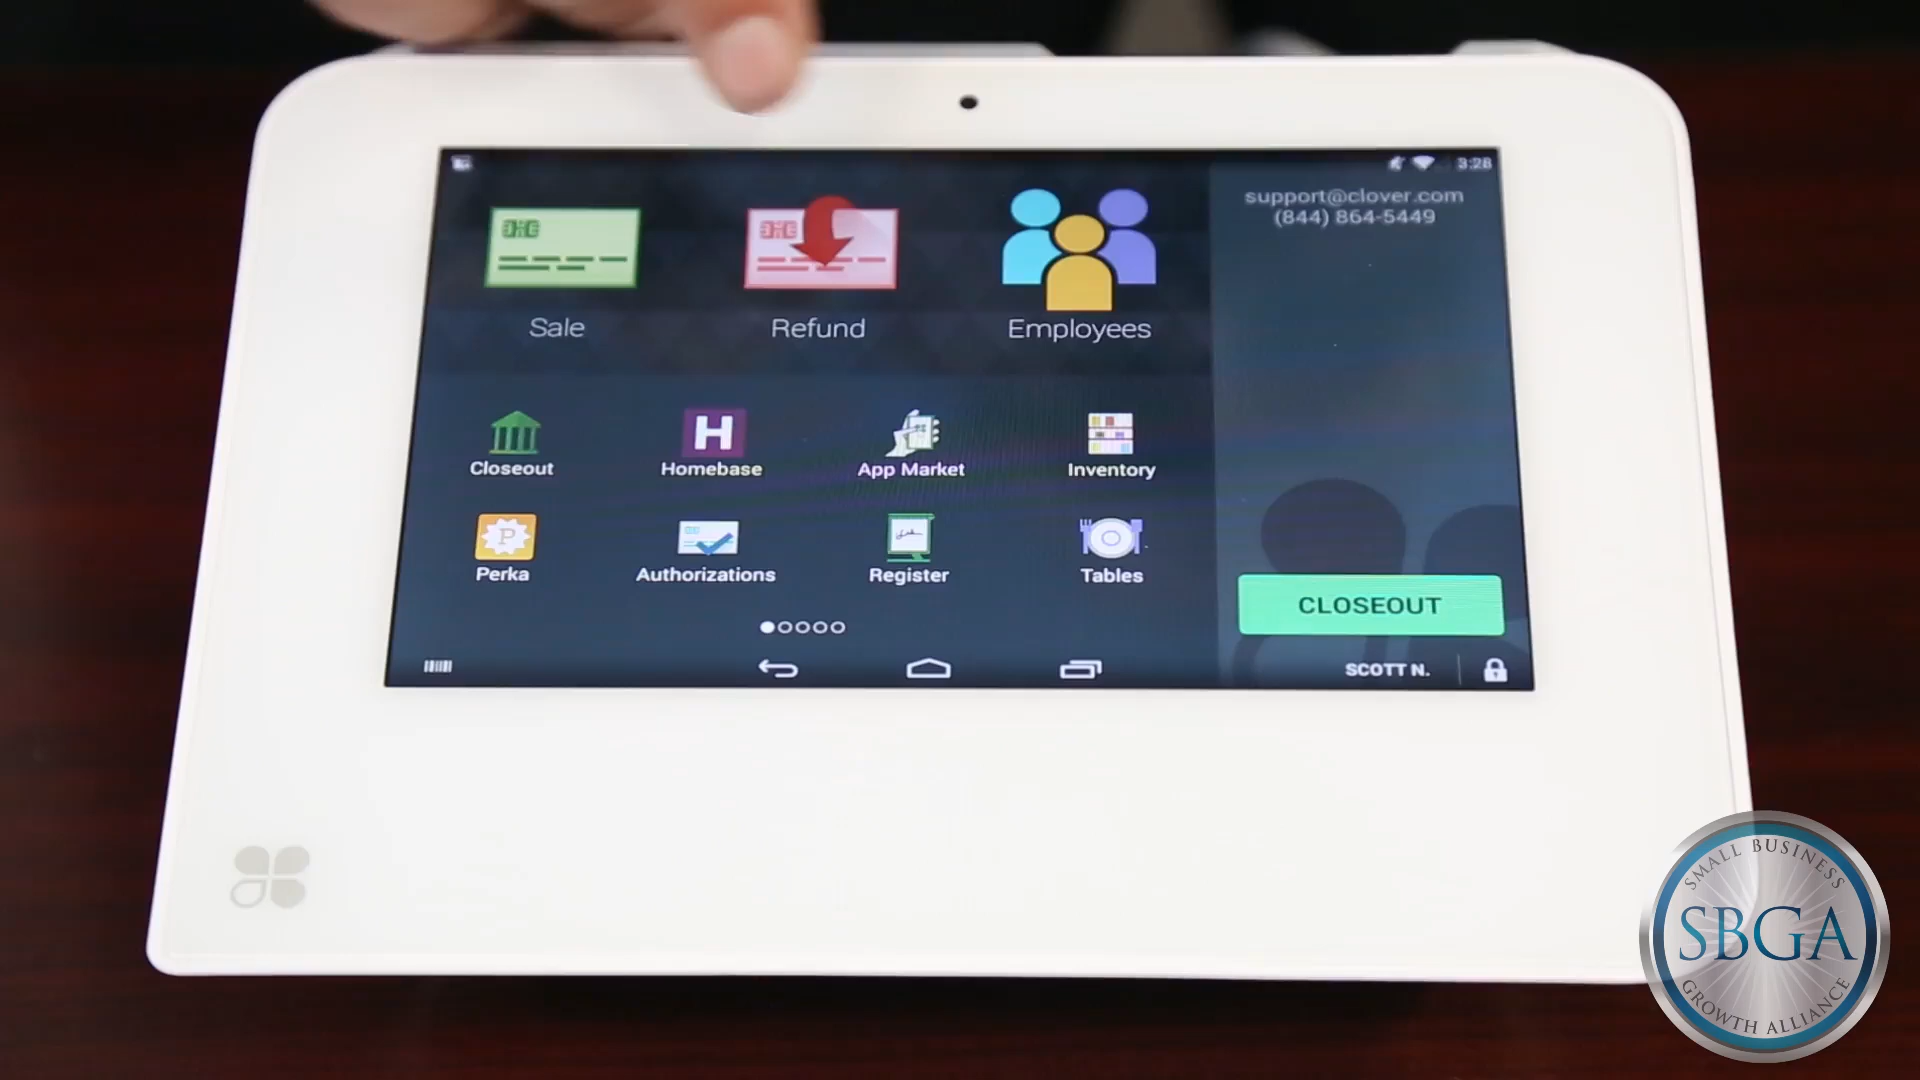 3:28
support@clover.com
(844) 864-5449
Sale
Refund
Employees
Closeout
H
Homebase
App Market
Inventory
P
Perka
Authorizations
Register
Tables
CLOSEOUT
SCOTT N.
SMALL BUSINESS
SBGA
GROWTH ALLIANCE